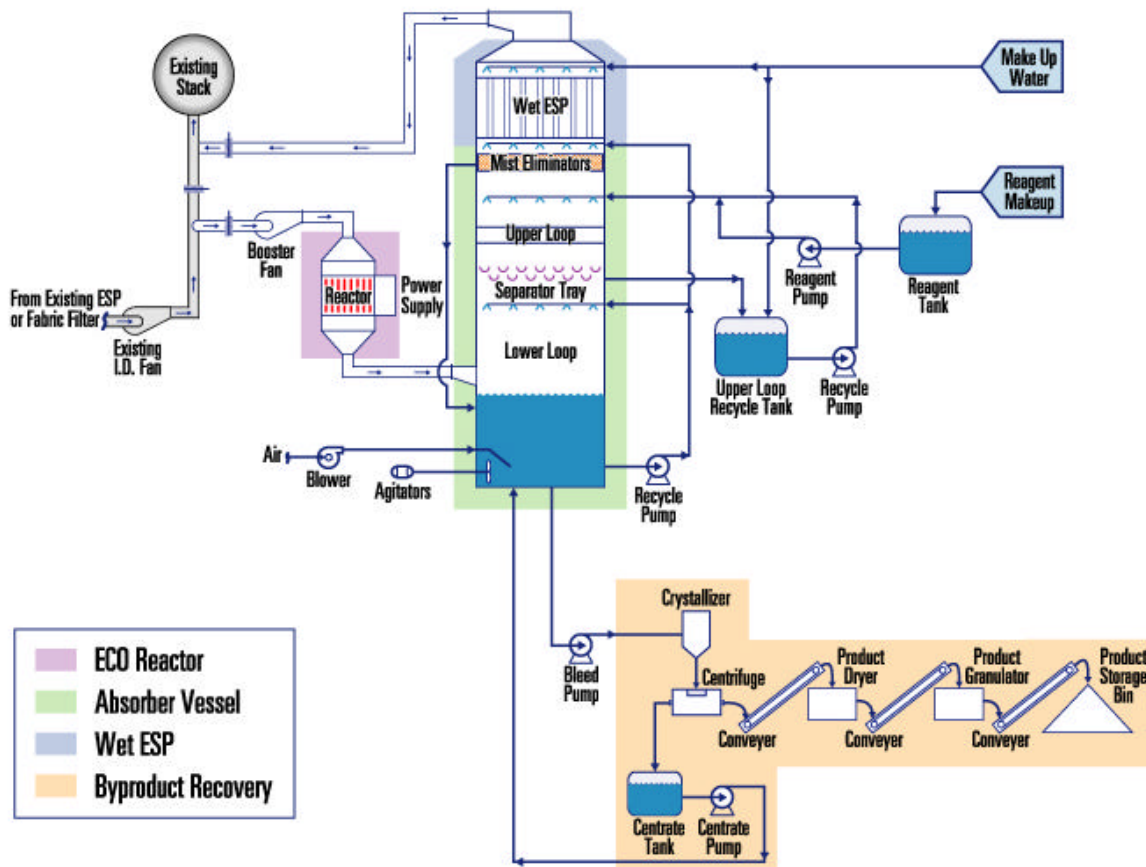 Existing
Stack
Make Up
Water
Wet ESP
Mist Eliminators
Reagent
Makeup
Upper Loop
Booster
Fan
Reagent
Pump
Reagent
Tank
Reactor
Power
Supply
Separator Tray
From Existing ESP
or Fabric Filter
Existing
I.D. Fan
Lower Loop
Upper Loop
Recycle Tank
Recycle
Pump
Air
Blower
Agitators
Recycle
Pump
Crystallizer
Bleed
Pump
Centrifuge
Product
Dryer
Product
Granulator
Product
Storage
Bin
Conveyer
Conveyer
Conveyer
Centrate
Tank
Centrate
Pump
ECO Reactor
Absorber Vessel
Wet ESP
Byproduct Recovery